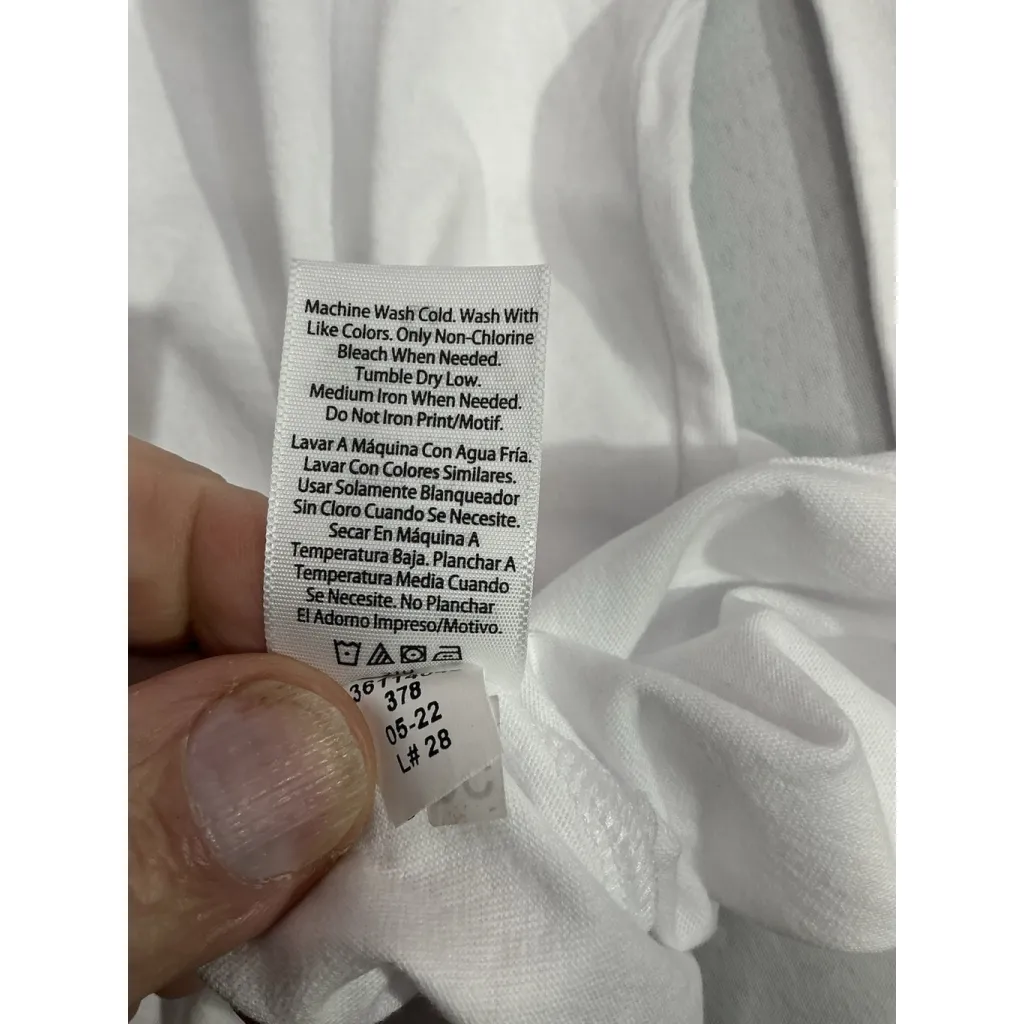 Machine Wash Cold. Wash With
Like Colors. Only Non-Chlorine
Bleach When Needed.
Tumble Dry Low.
Medium Iron When Needed.
Do Not Iron Print/Motif.
Lavar A Máquina Con Agua Fría.
Lavar Con Colores Similares.
Usar Solamente Blanqueador
Sin Cloro Cuando Se Necesite.
Secar En Máquina A
Temperatura Baja. Planchar A
Temperatura Media Cuando
Se Necesite. No Planchar
El Adorno Impreso/Motivo.
378
05-22
L# 28